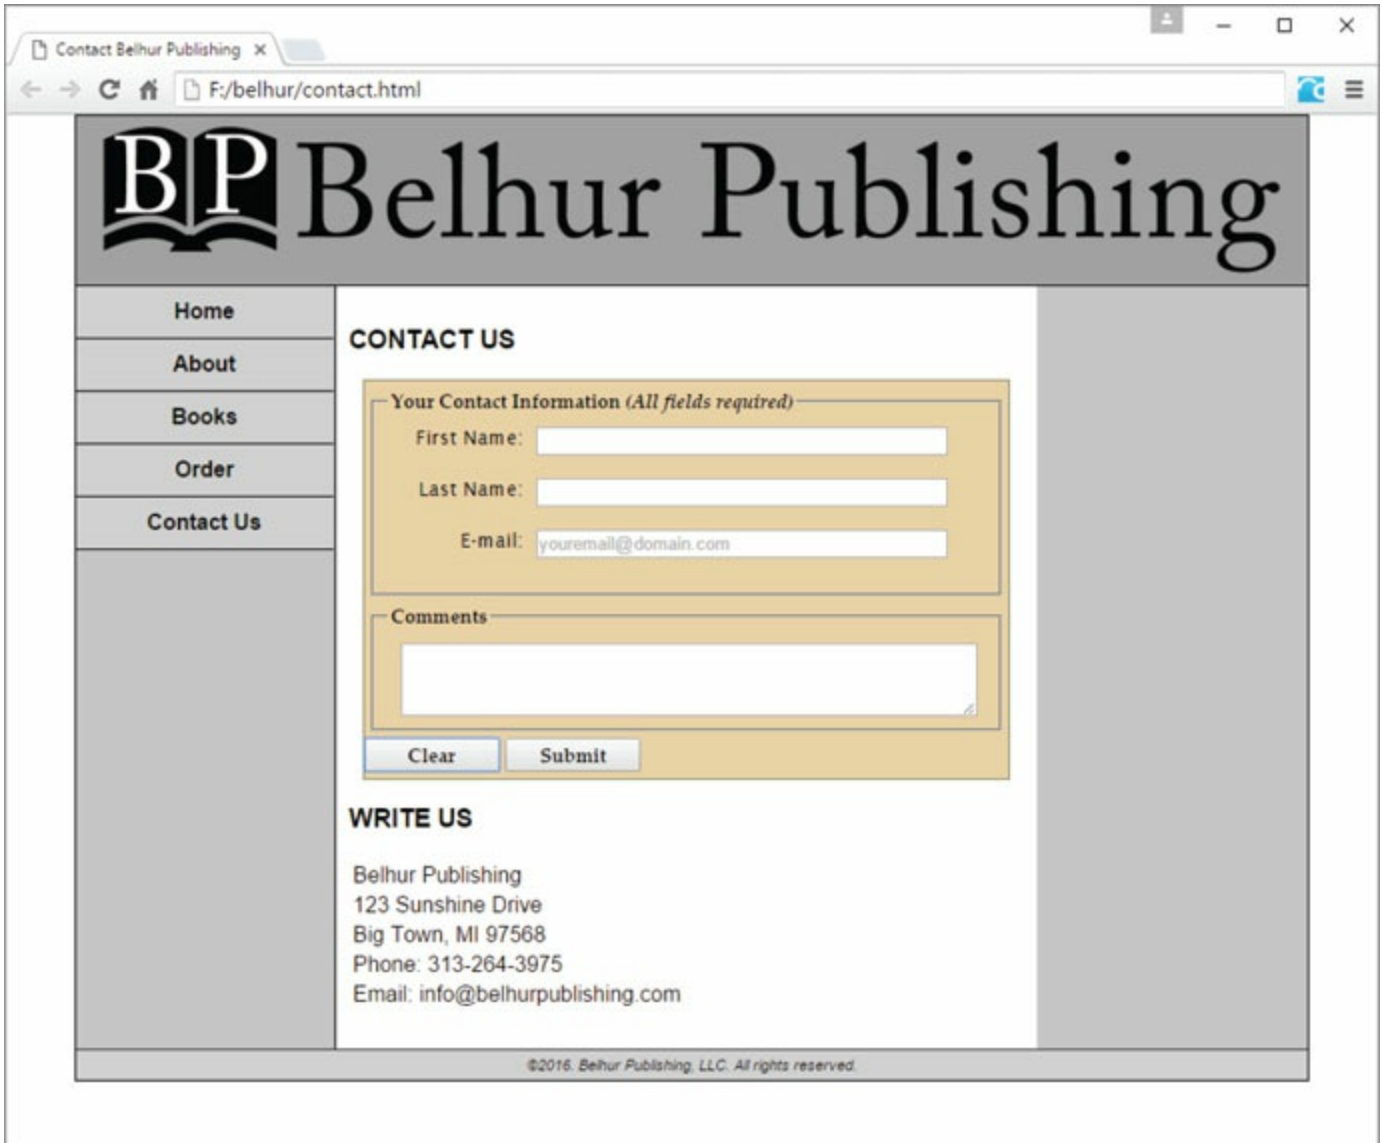 Contact Belhur Publishing
F:/belhur/contact.html
BP Belhur Publishing
Home
About
Books
Order
Contact Us
CONTACT US
Your Contact Information (All fields required)
First Name:
Last Name:
E-mail: youremail@domain.com
Comments
Clear Submit
WRITE US
Belhur Publishing
123 Sunshine Drive
Big Town, MI 97568
Phone: 313-264-3975
Email: info@belhurpublishing.com
©2016. Belhur Publishing, LLC. All rights reserved.